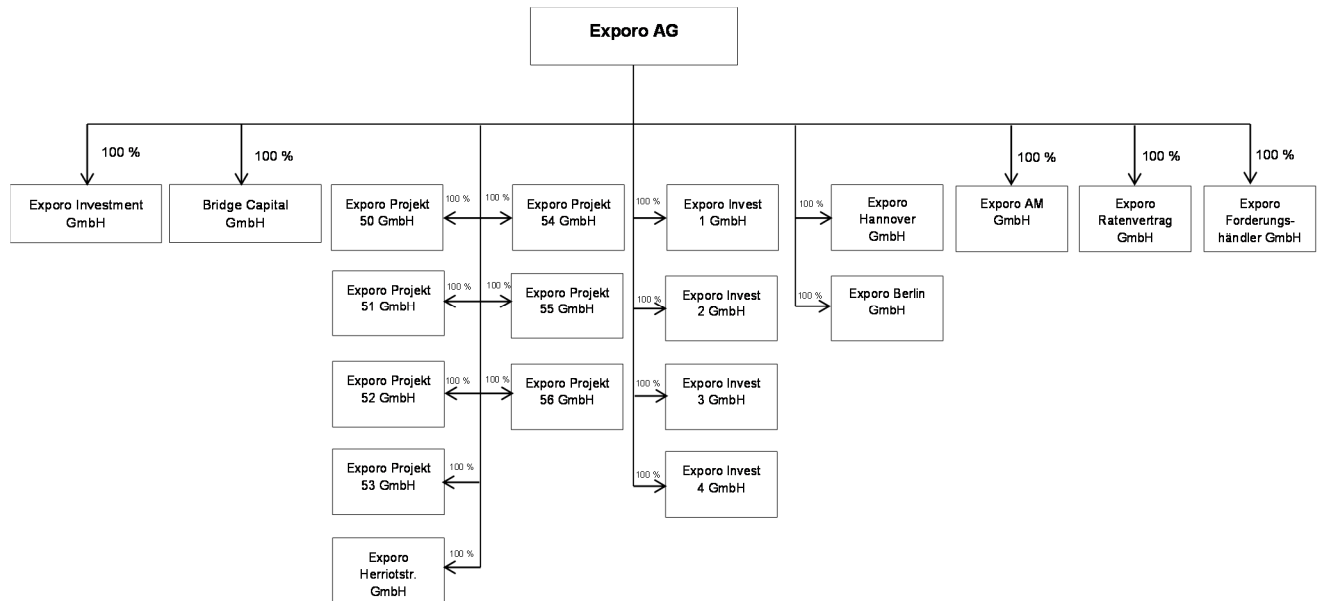 Exporo AG
100 %
100 %
100 %
100 %
100 %
Exporo Investment
GmbH
Bridge Capital
GmbH
Exporo Projekt
50 GmbH
100 %
100 %
Exporo Projekt
54 GmbH
100 %
Exporo Invest
1 GmbH
100 %
Exporo
Hannover
GmbH
Exporo AM
GmbH
Exporo
Ratenvertrag
GmbH
Exporo
Forderungs-
händler GmbH
Exporo Projekt
51 GmbH
100 %
100 %
Exporo Projekt
55 GmbH
100 %
Exporo Invest
2 GmbH
100 %
Exporo Berlin
GmbH
Exporo Projekt
52 GmbH
100 %
100 %
Exporo Projekt
56 GmbH
100 %
Exporo Invest
3 GmbH
Exporo Projekt
53 GmbH
100 %
100 %
Exporo Invest
4 GmbH
Exporo
Herriotstr.
GmbH
100 %